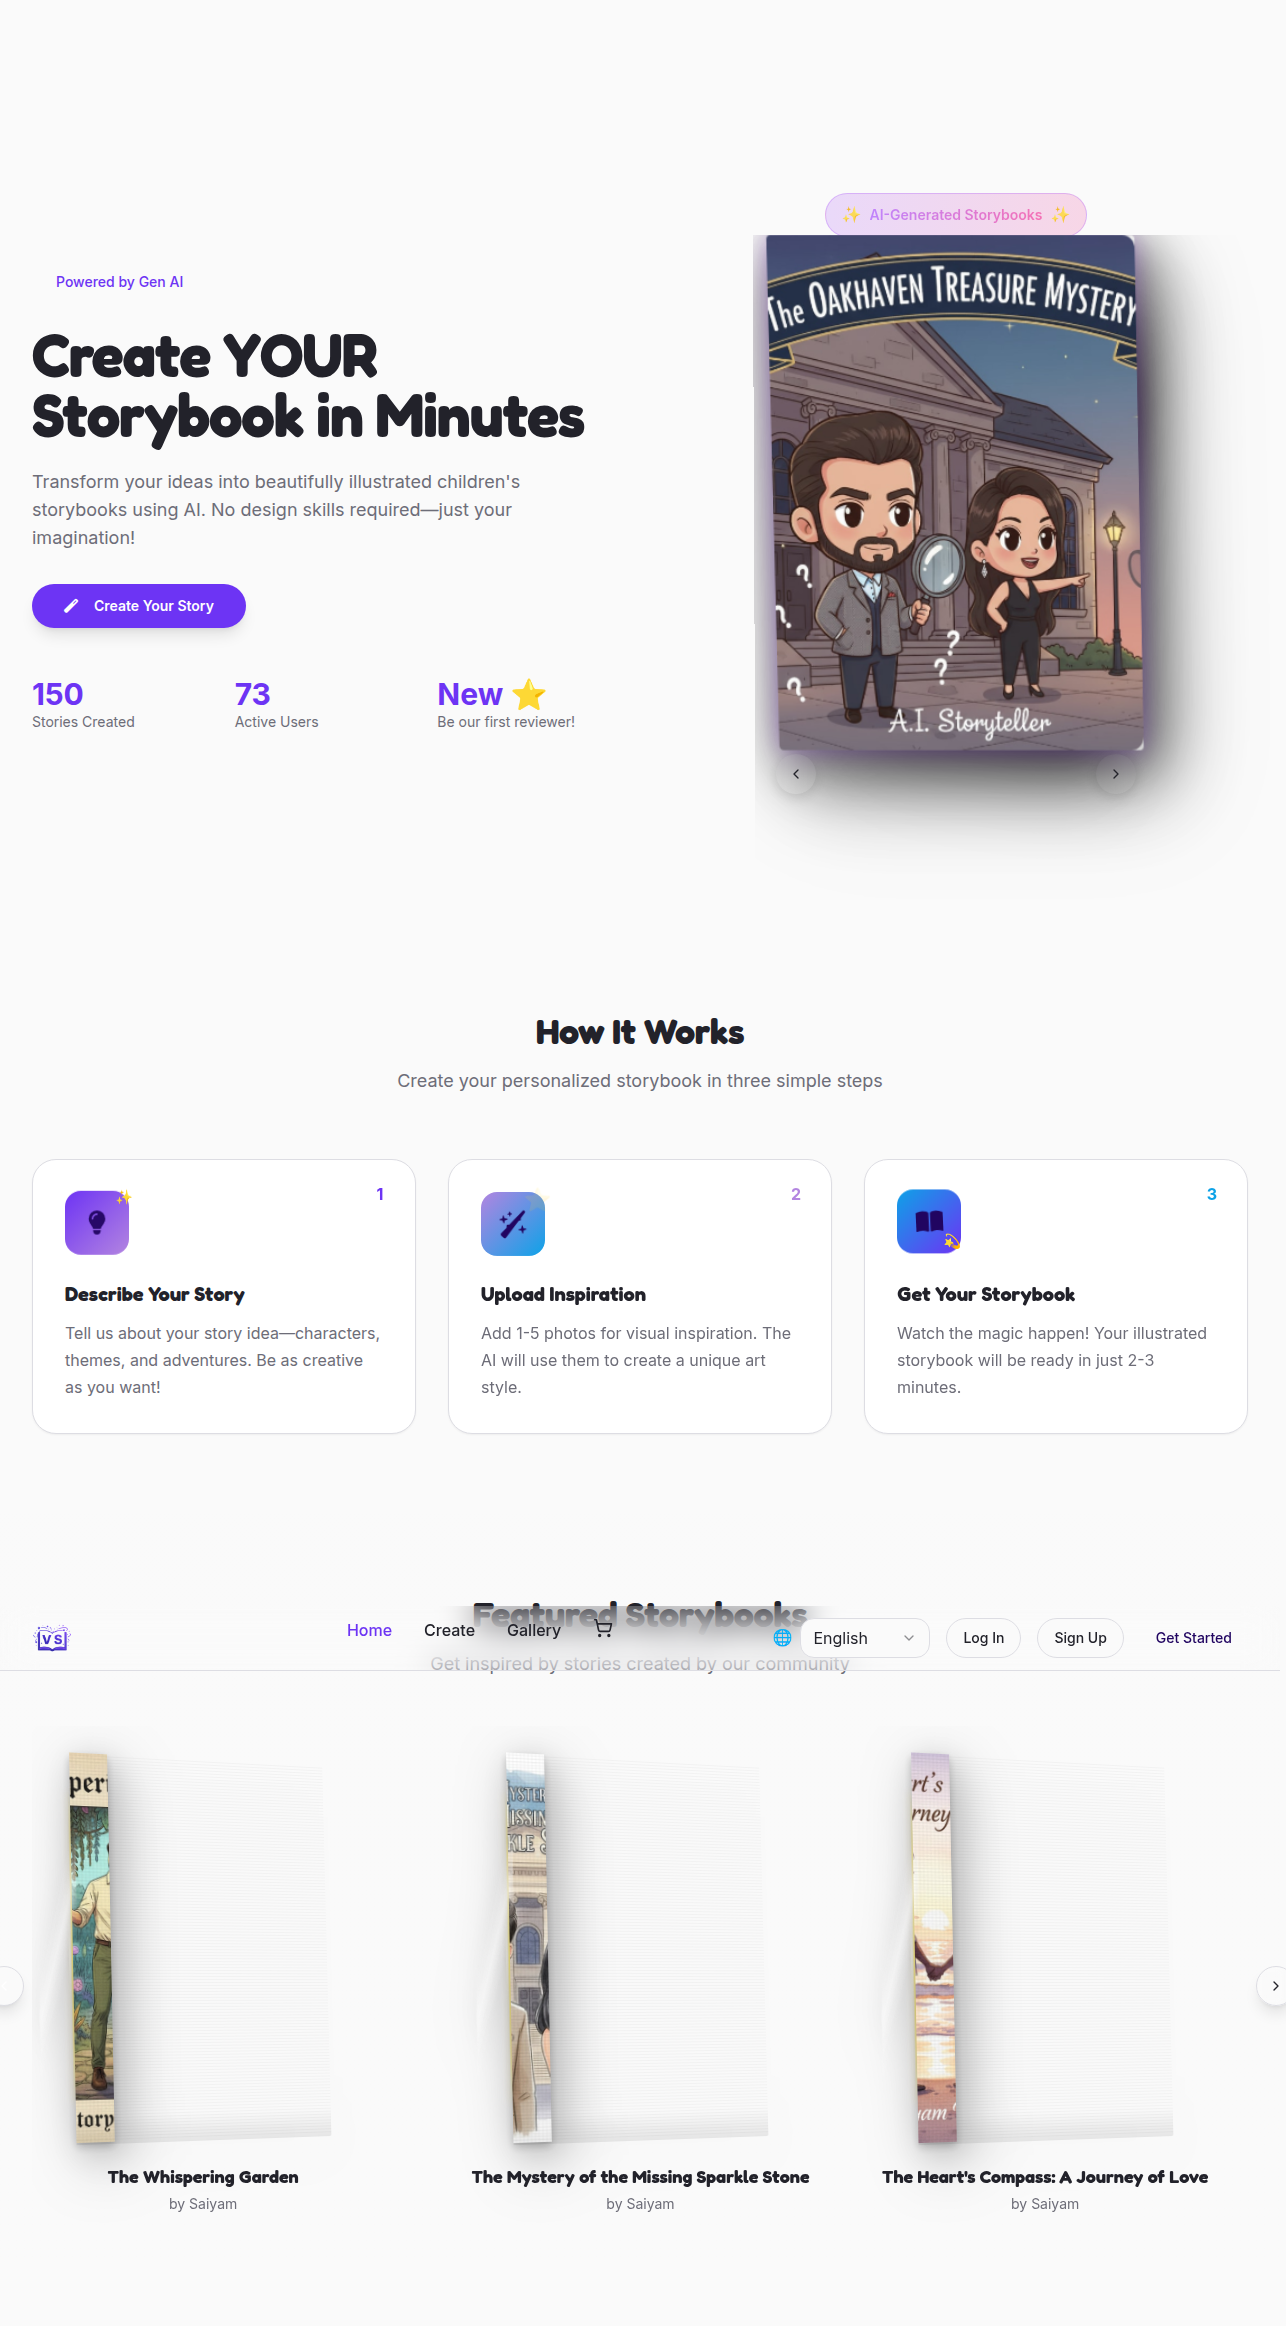 ✨ AI-Generated Storybooks ✨
The OAKHAVEN TREASURE MYSTERY
? ? ? ? ?
A.I. Storyteller
Powered by Gen AI
Create YOUR
Storybook in Minutes
Transform your ideas into beautifully illustrated children's
storybooks using AI. No design skills required—just your
imagination!
Create Your Story
150
Stories Created
73
Active Users
New ⭐
Be our first reviewer!
How It Works
Create your personalized storybook in three simple steps
1
Describe Your Story
Tell us about your story idea—characters,
themes, and adventures. Be as creative
as you want!
2
Upload Inspiration
Add 1-5 photos for visual inspiration. The
AI will use them to create a unique art
style.
3
Get Your Storybook
Watch the magic happen! Your illustrated
storybook will be ready in just 2-3
minutes.
Featured Storybooks
VS
Home
Create
Gallery
English
Log In
Sign Up
Get Started
Get inspired by stories created by our community
The Whispering Garden
by Saiyam
The Mystery of the Missing Sparkle Stone
by Saiyam
The Heart's Compass: A Journey of Love
by Saiyam